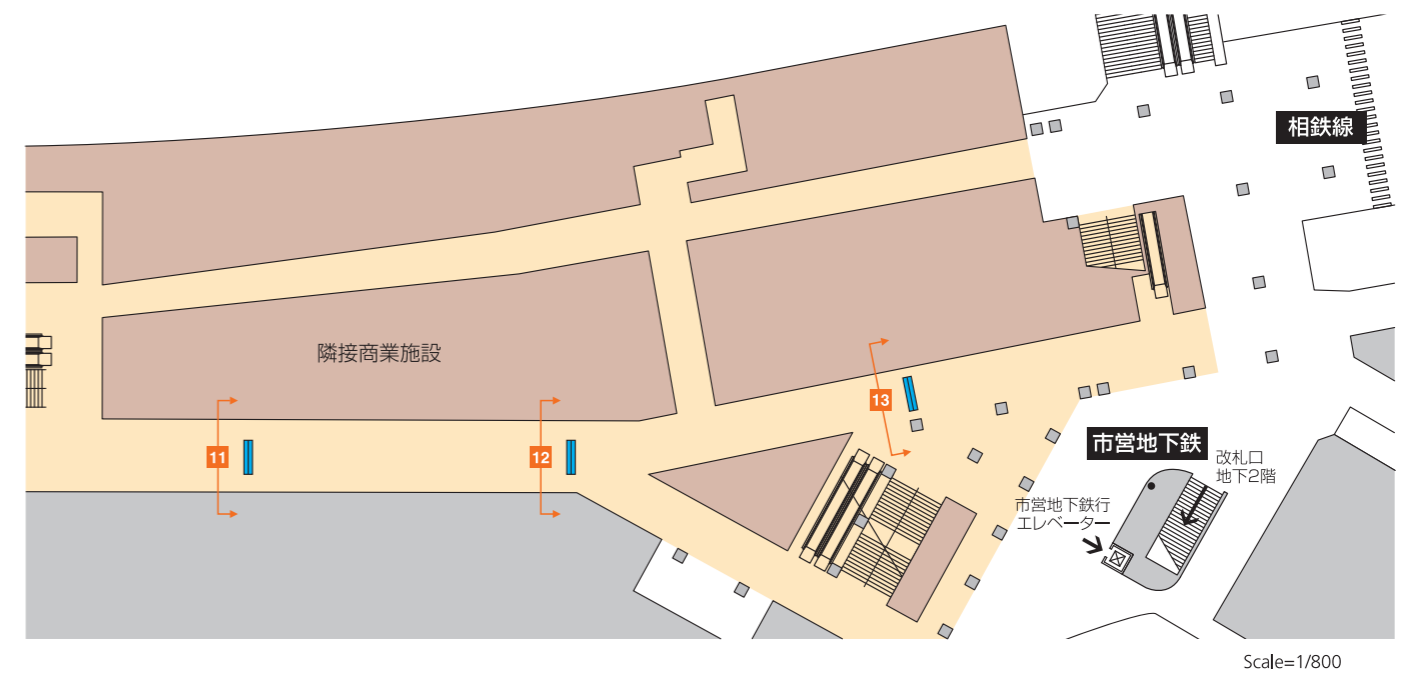 相鉄線
隣接商業施設
13
11
12
市営地下鉄
改札口
地下2階
市営地下鉄行
エレベーター
Scale=1/800